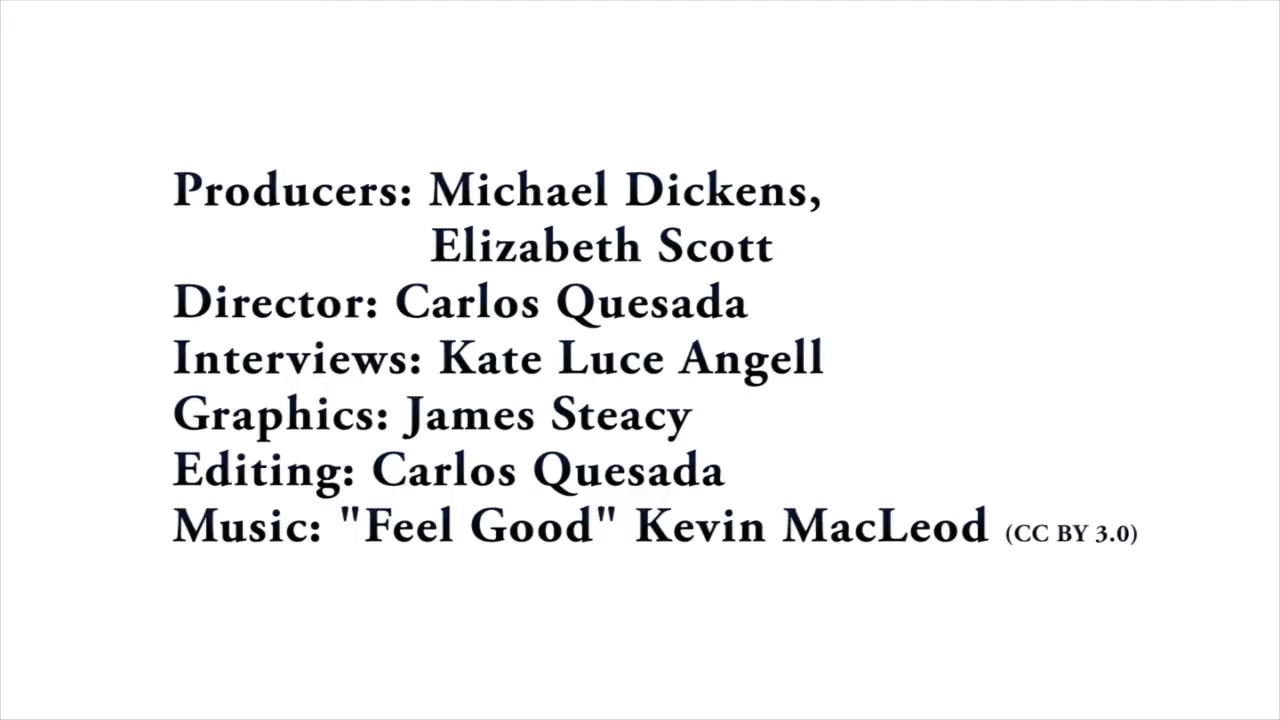 Producers: Michael Dickens,
Elizabeth Scott
Director: Carlos Quesada
Interviews: Kate Luce Angell
Graphics: James Steacy
Editing: Carlos Quesada
Music: "Feel Good" Kevin MacLeod (CC BY 3.0)